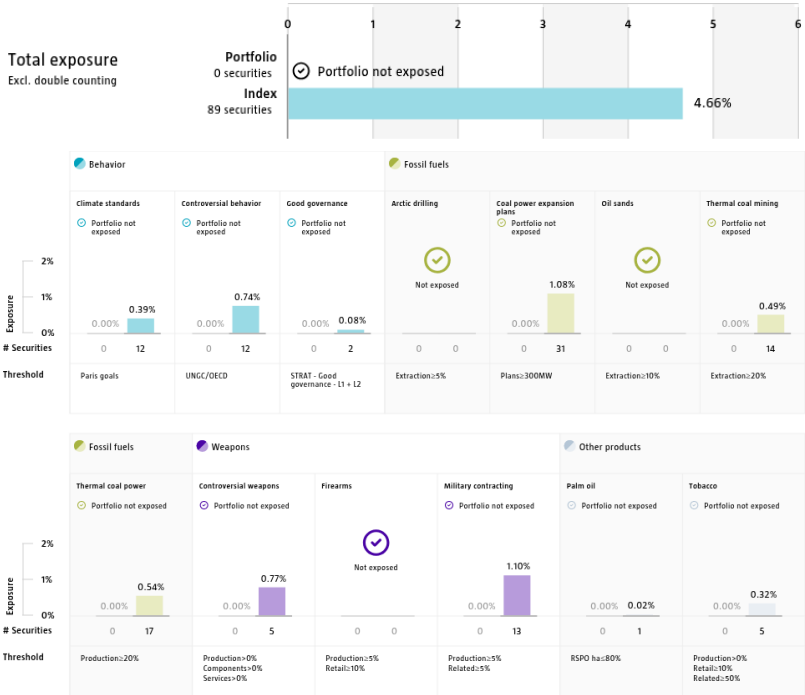 0 1 2 3 4 5 6
Total exposure
Excl. double counting
Portfolio
0 securities
Portfolio not exposed
Index
89 securities
4.66%
Behavior
Fossil fuels
Climate standards
Portfolio not
exposed
Controversial behavior
Portfolio not
exposed
Good governance
Portfolio not
exposed
Arctic drilling
Not exposed
Coal power expansion
plans
Portfolio not
exposed
Oil sands
Not exposed
Thermal coal mining
Portfolio not
exposed
Exposure
2%
1%
0%
0.00% 0.39% 0.00% 0.74% 0.00% 0.08% 0.00% 1.08% 0.00% 0.49%
# Securities 0 12 0 12 0 2 0 0 0 31 0 0 0 14
Threshold
Paris goals
UNGC/OECD
STRAT - Good
governance - L1 + L2
Extraction≥5%
Plans≥300MW
Extraction≥10%
Extraction≥20%
Fossil fuels
Weapons
Other products
Thermal coal power
Portfolio not exposed
Controversial weapons
Portfolio not exposed
Firearms
Not exposed
Military contracting
Portfolio not exposed
Palm oil
Portfolio not exposed
Tobacco
Portfolio not exposed
Exposure
2%
1%
0%
0.00% 0.54% 0.00% 0.77% 0.00% 1.10% 0.00% 0.02% 0.00% 0.32%
# Securities 0 17 0 5 0 0 0 13 0 1 0 5
Threshold
Production≥20%
Production>0%
Components>0%
Services>0%
Production≥5%
Retail≥10%
Production≥5%
Related≥5%
RSPO ha≤80%
Production>0%
Retail≥10%
Related≥50%